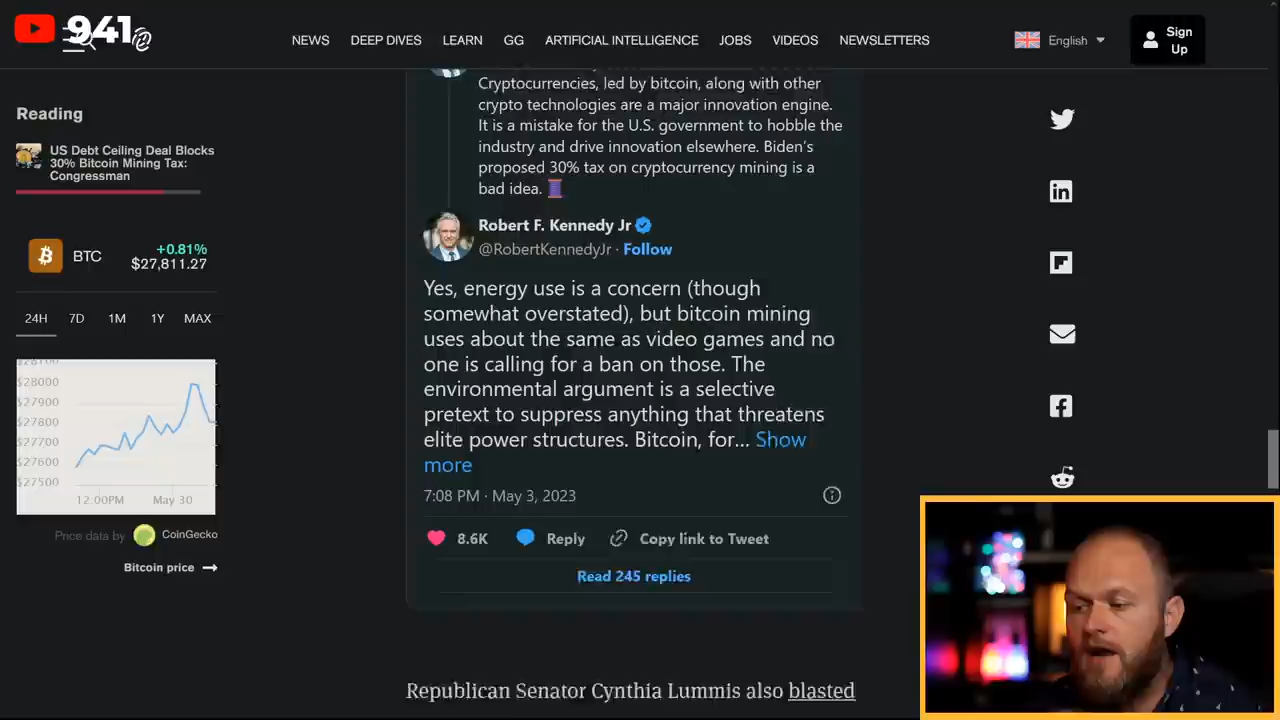 941
NEWS
DEEP DIVES
LEARN
GG
ARTIFICIAL INTELLIGENCE
JOBS
VIDEOS
NEWSLETTERS
English
Sign
Up
Reading
US Debt Ceiling Deal Blocks
30% Bitcoin Mining Tax:
Congressman
BTC
+0.81%
$27,811.27
24H
7D
1M
1Y
MAX
$28100
$28000
$27900
$27800
$27700
$27600
$27500
12:00PM
May 30
Price data by
CoinGecko
Bitcoin price
Cryptocurrencies, led by bitcoin, along with other
crypto technologies are a major innovation engine.
It is a mistake for the U.S. government to hobble the
industry and drive innovation elsewhere. Biden's
proposed 30% tax on cryptocurrency mining is a
bad idea.
Robert F. Kennedy Jr
@RobertKennedyJr · Follow
Yes, energy use is a concern (though
somewhat overstated), but bitcoin mining
uses about the same as video games and no
one is calling for a ban on those. The
environmental argument is a selective
pretext to suppress anything that threatens
elite power structures. Bitcoin, for... Show
more
7:08 PM · May 3, 2023
8.6K
Reply
Copy link to Tweet
Read 245 replies
Republican Senator Cynthia Lummis also blasted